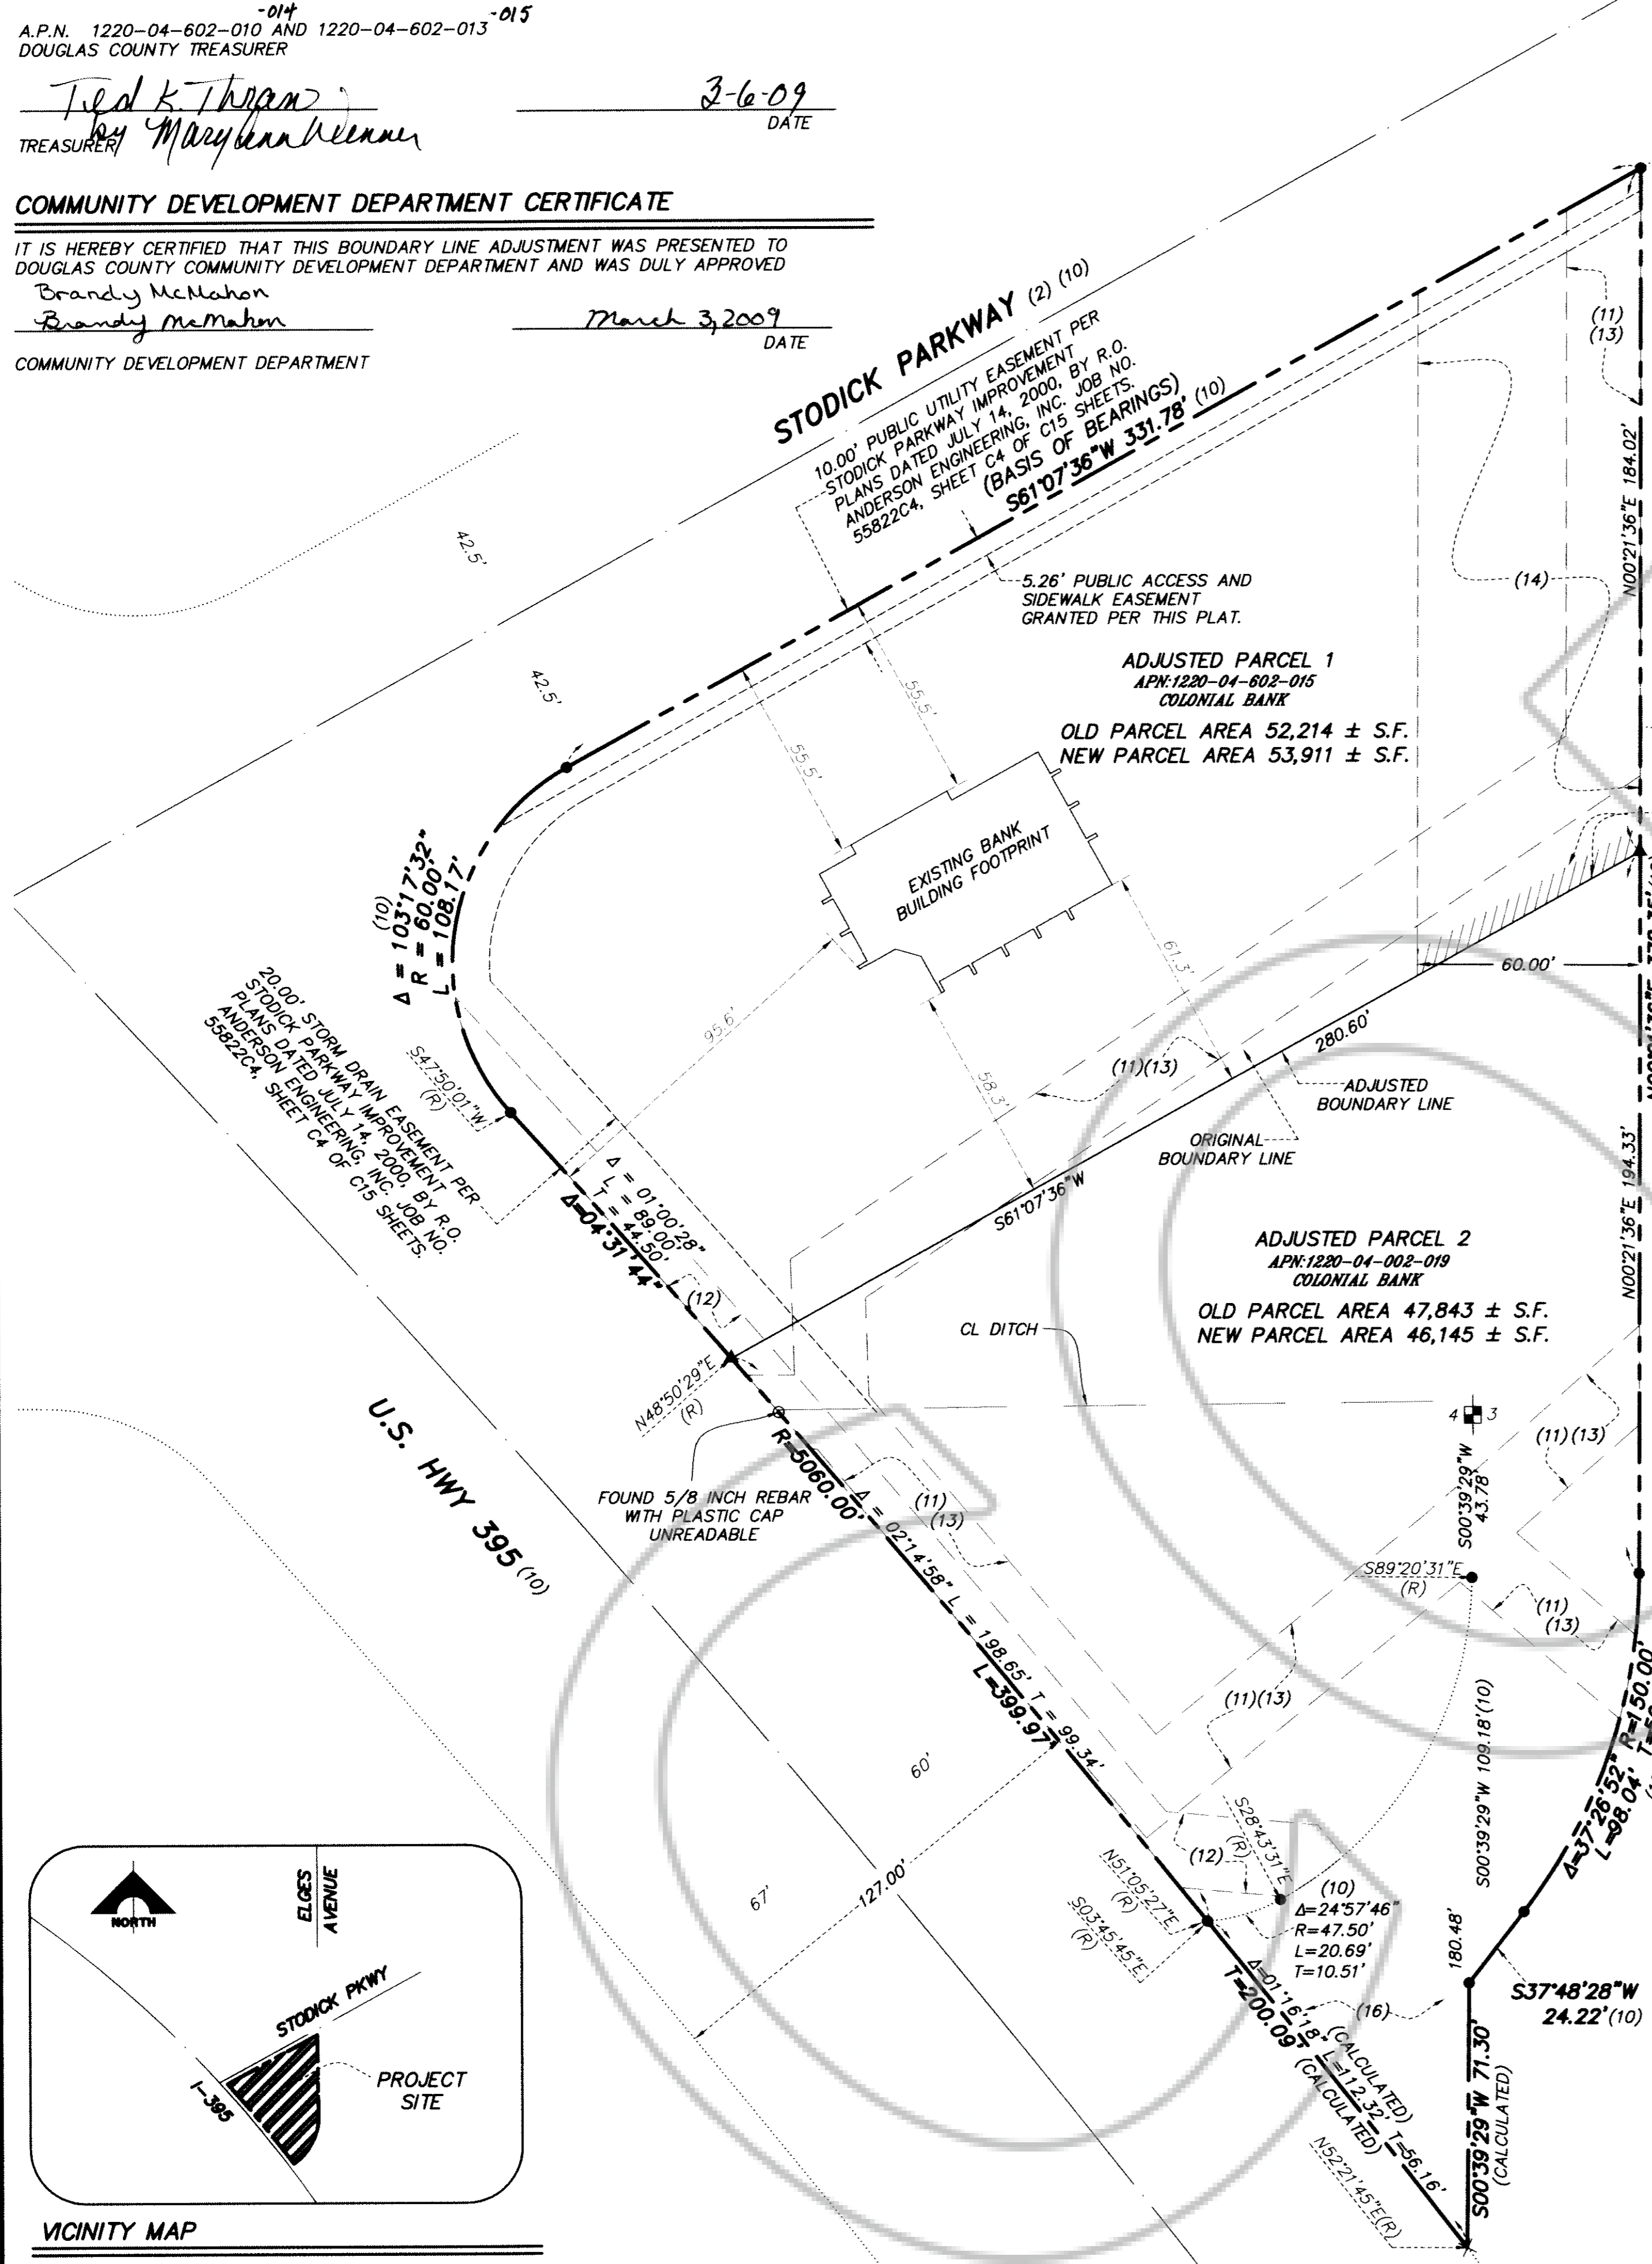 -014
-015
A.P.N. 1220-04-602-010 AND 1220-04-602-013
DOUGLAS COUNTY TREASURER
Ted K. Thran
3-6-09
DATE
by
TREASURER
COMMUNITY DEVELOPMENT DEPARTMENT CERTIFICATE
IT IS HEREBY CERTIFIED THAT THIS BOUNDARY LINE ADJUSTMENT WAS PRESENTED TO
DOUGLAS COUNTY COMMUNITY DEVELOPMENT DEPARTMENT AND WAS DULY APPROVED
Brandy McMahon
Brandy McMahon
March 3, 2009
DATE
COMMUNITY DEVELOPMENT DEPARTMENT
STODICK PARKWAY (2) (10)
10.00' PUBLIC UTILITY EASEMENT PER
STODICK PARKWAY IMPROVEMENT
PLANS DATED JULY 14, 2000, BY R.O.
ANDERSON ENGINEERING, INC. JOB NO.
55822C4, SHEET C4 OF C15 SHEETS.
(BASIS OF BEARINGS)
S61°07'36"W 331.78' (10)
(11)
(13)
N00°21'36"E 184.02'
(14)
42.5'
42.5'
5.26' PUBLIC ACCESS AND
SIDEWALK EASEMENT
GRANTED PER THIS PLAT.
ADJUSTED PARCEL 1
APN:1220-04-602-015
COLONIAL BANK
OLD PARCEL AREA 52,214 ± S.F.
NEW PARCEL AREA 53,911 ± S.F.
55.5'
55.5'
EXISTING BANK
BUILDING FOOTPRINT
(10)
Δ = 103°17'32"
R = 60.00'
L = 108.17'
20.00' STORM DRAIN EASEMENT PER
STODICK PARKWAY IMPROVEMENT
PLANS DATED JULY 14, 2000, BY R.O.
ANDERSON ENGINEERING, INC. JOB NO.
55822C4, SHEET C4 OF C15 SHEETS.
S47°50'01"W
(R)
95.6'
61.3'
58.3'
60.00'
280.60'
(11)(13)
ADJUSTED
BOUNDARY LINE
ORIGINAL
BOUNDARY LINE
S61°07'36"W
N00°21'36"E 194.33'
Δ = 01°00'28"
L = 89.00'
T = 44.50'
Δ=04°31'44"
(12)
ADJUSTED PARCEL 2
APN:1220-04-002-019
COLONIAL BANK
OLD PARCEL AREA 47,843 ± S.F.
NEW PARCEL AREA 46,145 ± S.F.
CL DITCH
N48°50'29"E
(R)
U.S. HWY 395 (10)
FOUND 5/8 INCH REBAR
WITH PLASTIC CAP
UNREADABLE
R=5060.00'
(11)
(13)
4 3
(11)(13)
S00°39'29"W
43.78'
S89°20'31"E
(R)
(11)
(13)
Δ = 02°14'58" L = 198.65' T = 99.34'
L=399.97'
(11)(13)
S00°39'29"W 109.18'(10)
Δ=37°26'52" R=150.00'
L=98.04'
60'
67'
127.00'
S28°43'31"E
(R)
(12)
N51°05'27"E
(R)
S03°45'45"E
(R)
(10)
Δ=24°57'46"
R=47.50'
L=20.69'
T=10.51'
180.48'
S37°48'28"W
24.22' (10)
(16)
Δ=01°16'18" L=112.32' T=56.16'
(CALCULATED)
T=200.09'
(CALCULATED)
S00°39'29"W 71.30'
(CALCULATED)
N52°21'45"E(R)
NORTH
ELGES
AVENUE
STODICK PKWY
I-395
PROJECT
SITE
VICINITY MAP